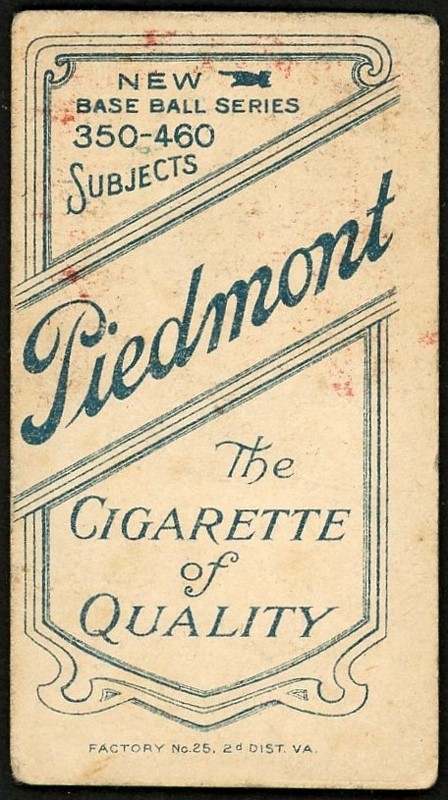 NEW
BASE BALL SERIES
350-460
SUBJECTS
Piedmont
The
CIGARETTE
of
QUALITY
FACTORY No. 25, 2d DIST. VA.